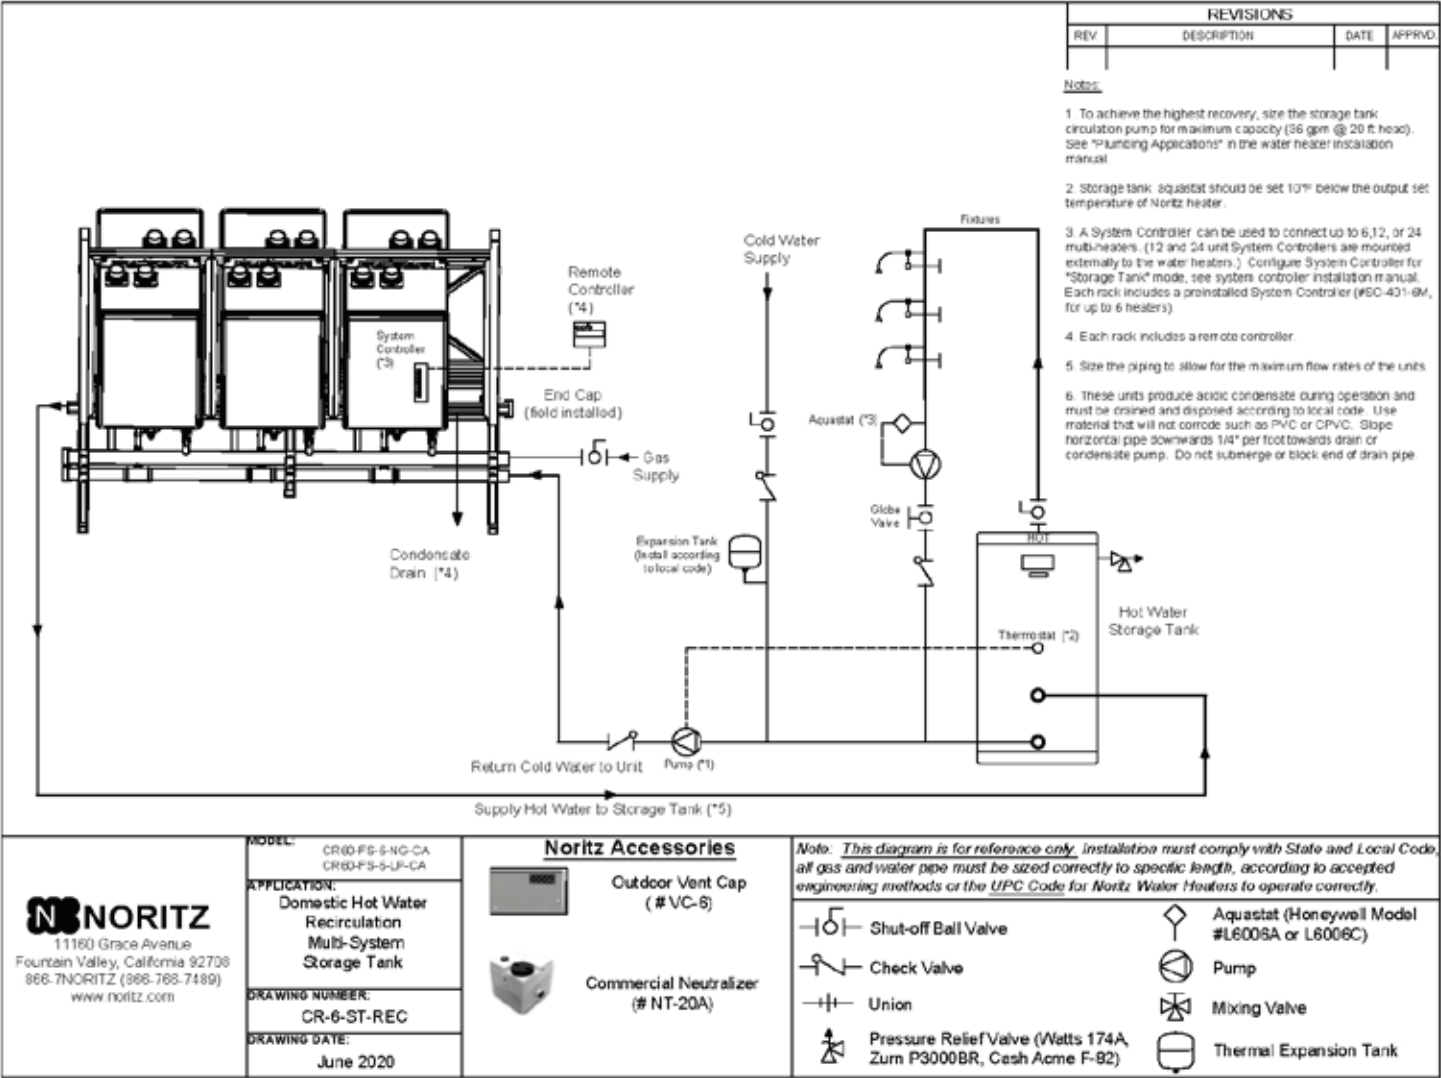 REVISIONS
REV DESCRIPTION DATE APPRVD.
Notes:
1. To achieve the highest recovery, size the storage tank
circulation pump for maximum capacity (36 gpm @ 20 ft head).
See "Plumbing Applications" in the water heater installation
manual.
2. Storage tank aquastat should be set 10°F below the output set
temperature of Noritz heater.
3. A System Controller can be used to connect up to 6,12, or 24
multi-heaters. (12 and 24 unit System Controllers are mounted
externally to the water heaters.) Configure System Controller for
"Storage Tank" mode, see system controller installation manual.
Each rack includes a preinstalled System Controller (#SC-401-6M,
for up to 6 heaters)
4. Each rack includes a remote controller.
5. Size the piping to allow for the maximum flow rates of the units
6. These units produce acidic condensate during operation and
must be drained and disposed according to local code. Use
material that will not corrode such as PVC or CPVC. Slope
horizontal pipe downwards 1/4" per foot towards drain or
condensate pump. Do not submerge or block end of drain pipe.
Fixtures
Cold Water
Supply
Remote
Controller
(*4)
System
Controller
(*3)
End Cap
(field installed)
Gas
Supply
Aquastat (*3)
Globe
Valve
Expansion Tank
(Install according
to local code)
Condensate
Drain (*4)
HOT
Hot Water
Storage Tank
Thermostat (*2)
Return Cold Water to Unit
Pump (*1)
Supply Hot Water to Storage Tank (*5)
N NORITZ
11160 Grace Avenue
Fountain Valley, California 92708
866-7NORITZ (866-766-7489)
www.noritz.com
MODEL:
CR60-FS-6-NG-CA
CR60-FS-6-LP-CA
APPLICATION:
Domestic Hot Water
Recirculation
Multi-System
Storage Tank
DRAWING NUMBER:
CR-6-ST-REC
DRAWING DATE:
June 2020
Noritz Accessories
Outdoor Vent Cap
( # VC-6)
Commercial Neutralizer
(# NT-20A)
Note: This diagram is for reference only. Installation must comply with State and Local Code,
all gas and water pipe must be sized correctly to specific length, according to accepted
engineering methods or the UPC Code for Noritz Water Heaters to operate correctly.
Shut-off Ball Valve
Check Valve
Union
Pressure Relief Valve (Watts 174A,
Zurn P3000BR, Cash Acme F-82)
Aquastat (Honeywell Model
#L6006A or L6006C)
Pump
Mixing Valve
Thermal Expansion Tank